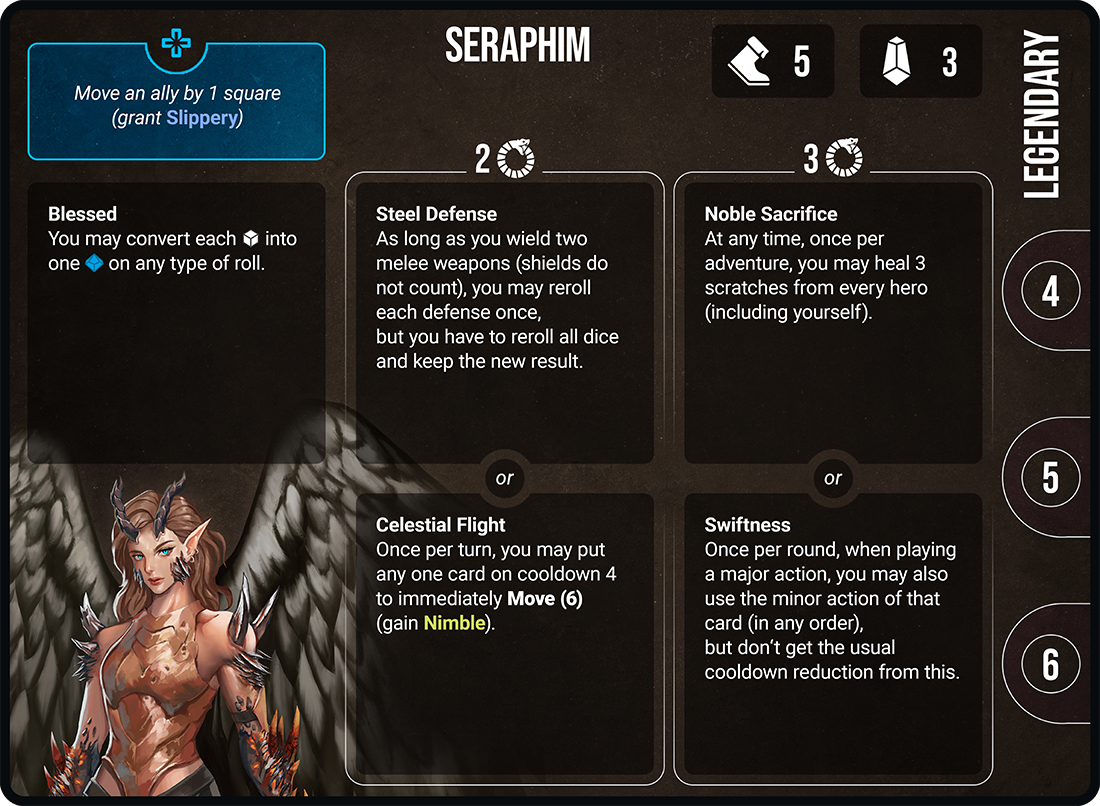 Move an ally by 1 square
(grant Slippery)
SERAPHIM
5
3
LEGENDARY
2
3
Blessed
You may convert each into
one on any type of roll.
Steel Defense
As long as you wield two
melee weapons (shields do
not count), you may reroll
each defense once,
but you have to reroll all dice
and keep the new result.
or
Celestial Flight
Once per turn, you may put
any one card on cooldown 4
to immediately Move (6)
(gain Nimble).
Noble Sacrifice
At any time, once per
adventure, you may heal 3
scratches from every hero
(including yourself).
or
Swiftness
Once per round, when playing
a major action, you may also
use the minor action of that
card (in any order),
but don‘t get the usual
cooldown reduction from this.
4
5
6